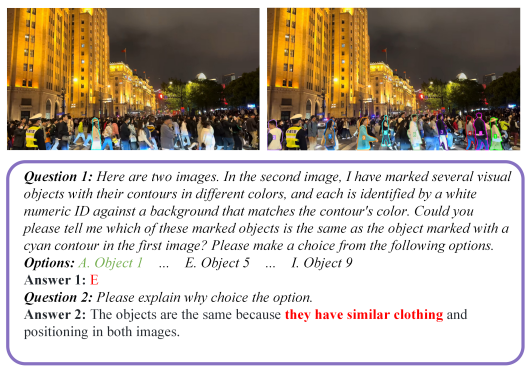 Question 1: Here are two images. In the second image, I have marked several visual
objects with their contours in different colors, and each is identified by a white
numeric ID against a background that matches the contour's color. Could you
please tell me which of these marked objects is the same as the object marked with a
cyan contour in the first image? Please make a choice from the following options.
Options: A. Object 1 ... E. Object 5 ... I. Object 9
Answer 1: E
Question 2: Please explain why choice the option.
Answer 2: The objects are the same because they have similar clothing and
positioning in both images.